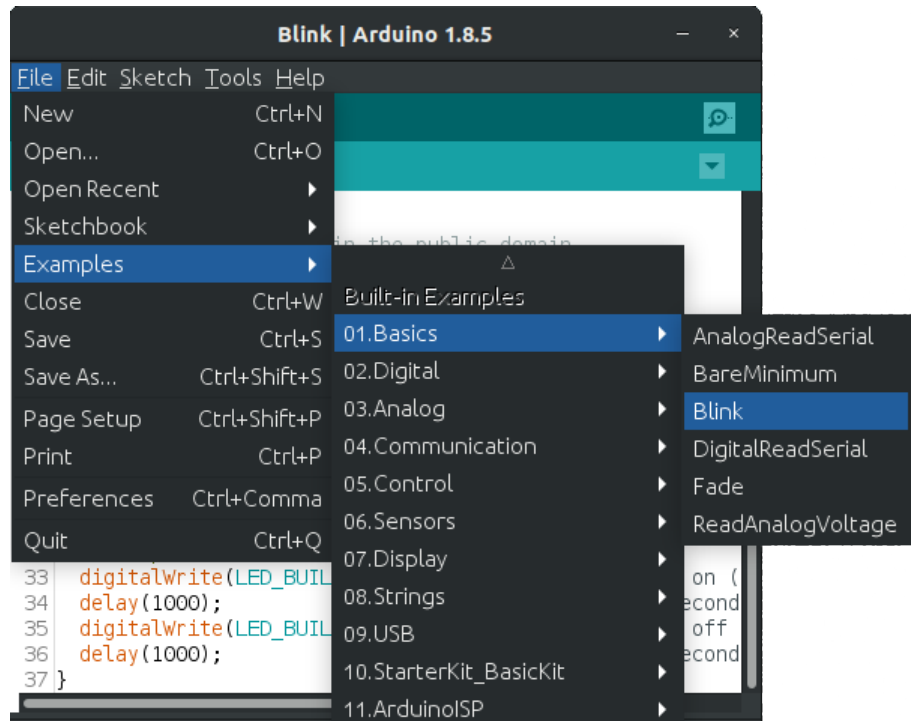 Blink | Arduino 1.8.5
File Edit Sketch Tools Help
New Ctrl+N
Open... Ctrl+O
Open Recent
Sketchbook
Examples
Close Ctrl+W
Save Ctrl+S
Save As... Ctrl+Shift+S
Page Setup Ctrl+Shift+P
Print Ctrl+P
Preferences Ctrl+Comma
Quit Ctrl+Q
in the public domain
Built-in Examples
01.Basics
02.Digital
03.Analog
04.Communication
05.Control
06.Sensors
07.Display
08.Strings
09.USB
10.StarterKit_BasicKit
11.ArduinoISP
AnalogReadSerial
BareMinimum
Blink
DigitalReadSerial
Fade
ReadAnalogVoltage
33 digitalWrite(LED_BUIL on (
34 delay(1000); econd
35 digitalWrite(LED_BUIL off
36 delay(1000); econd
37 }